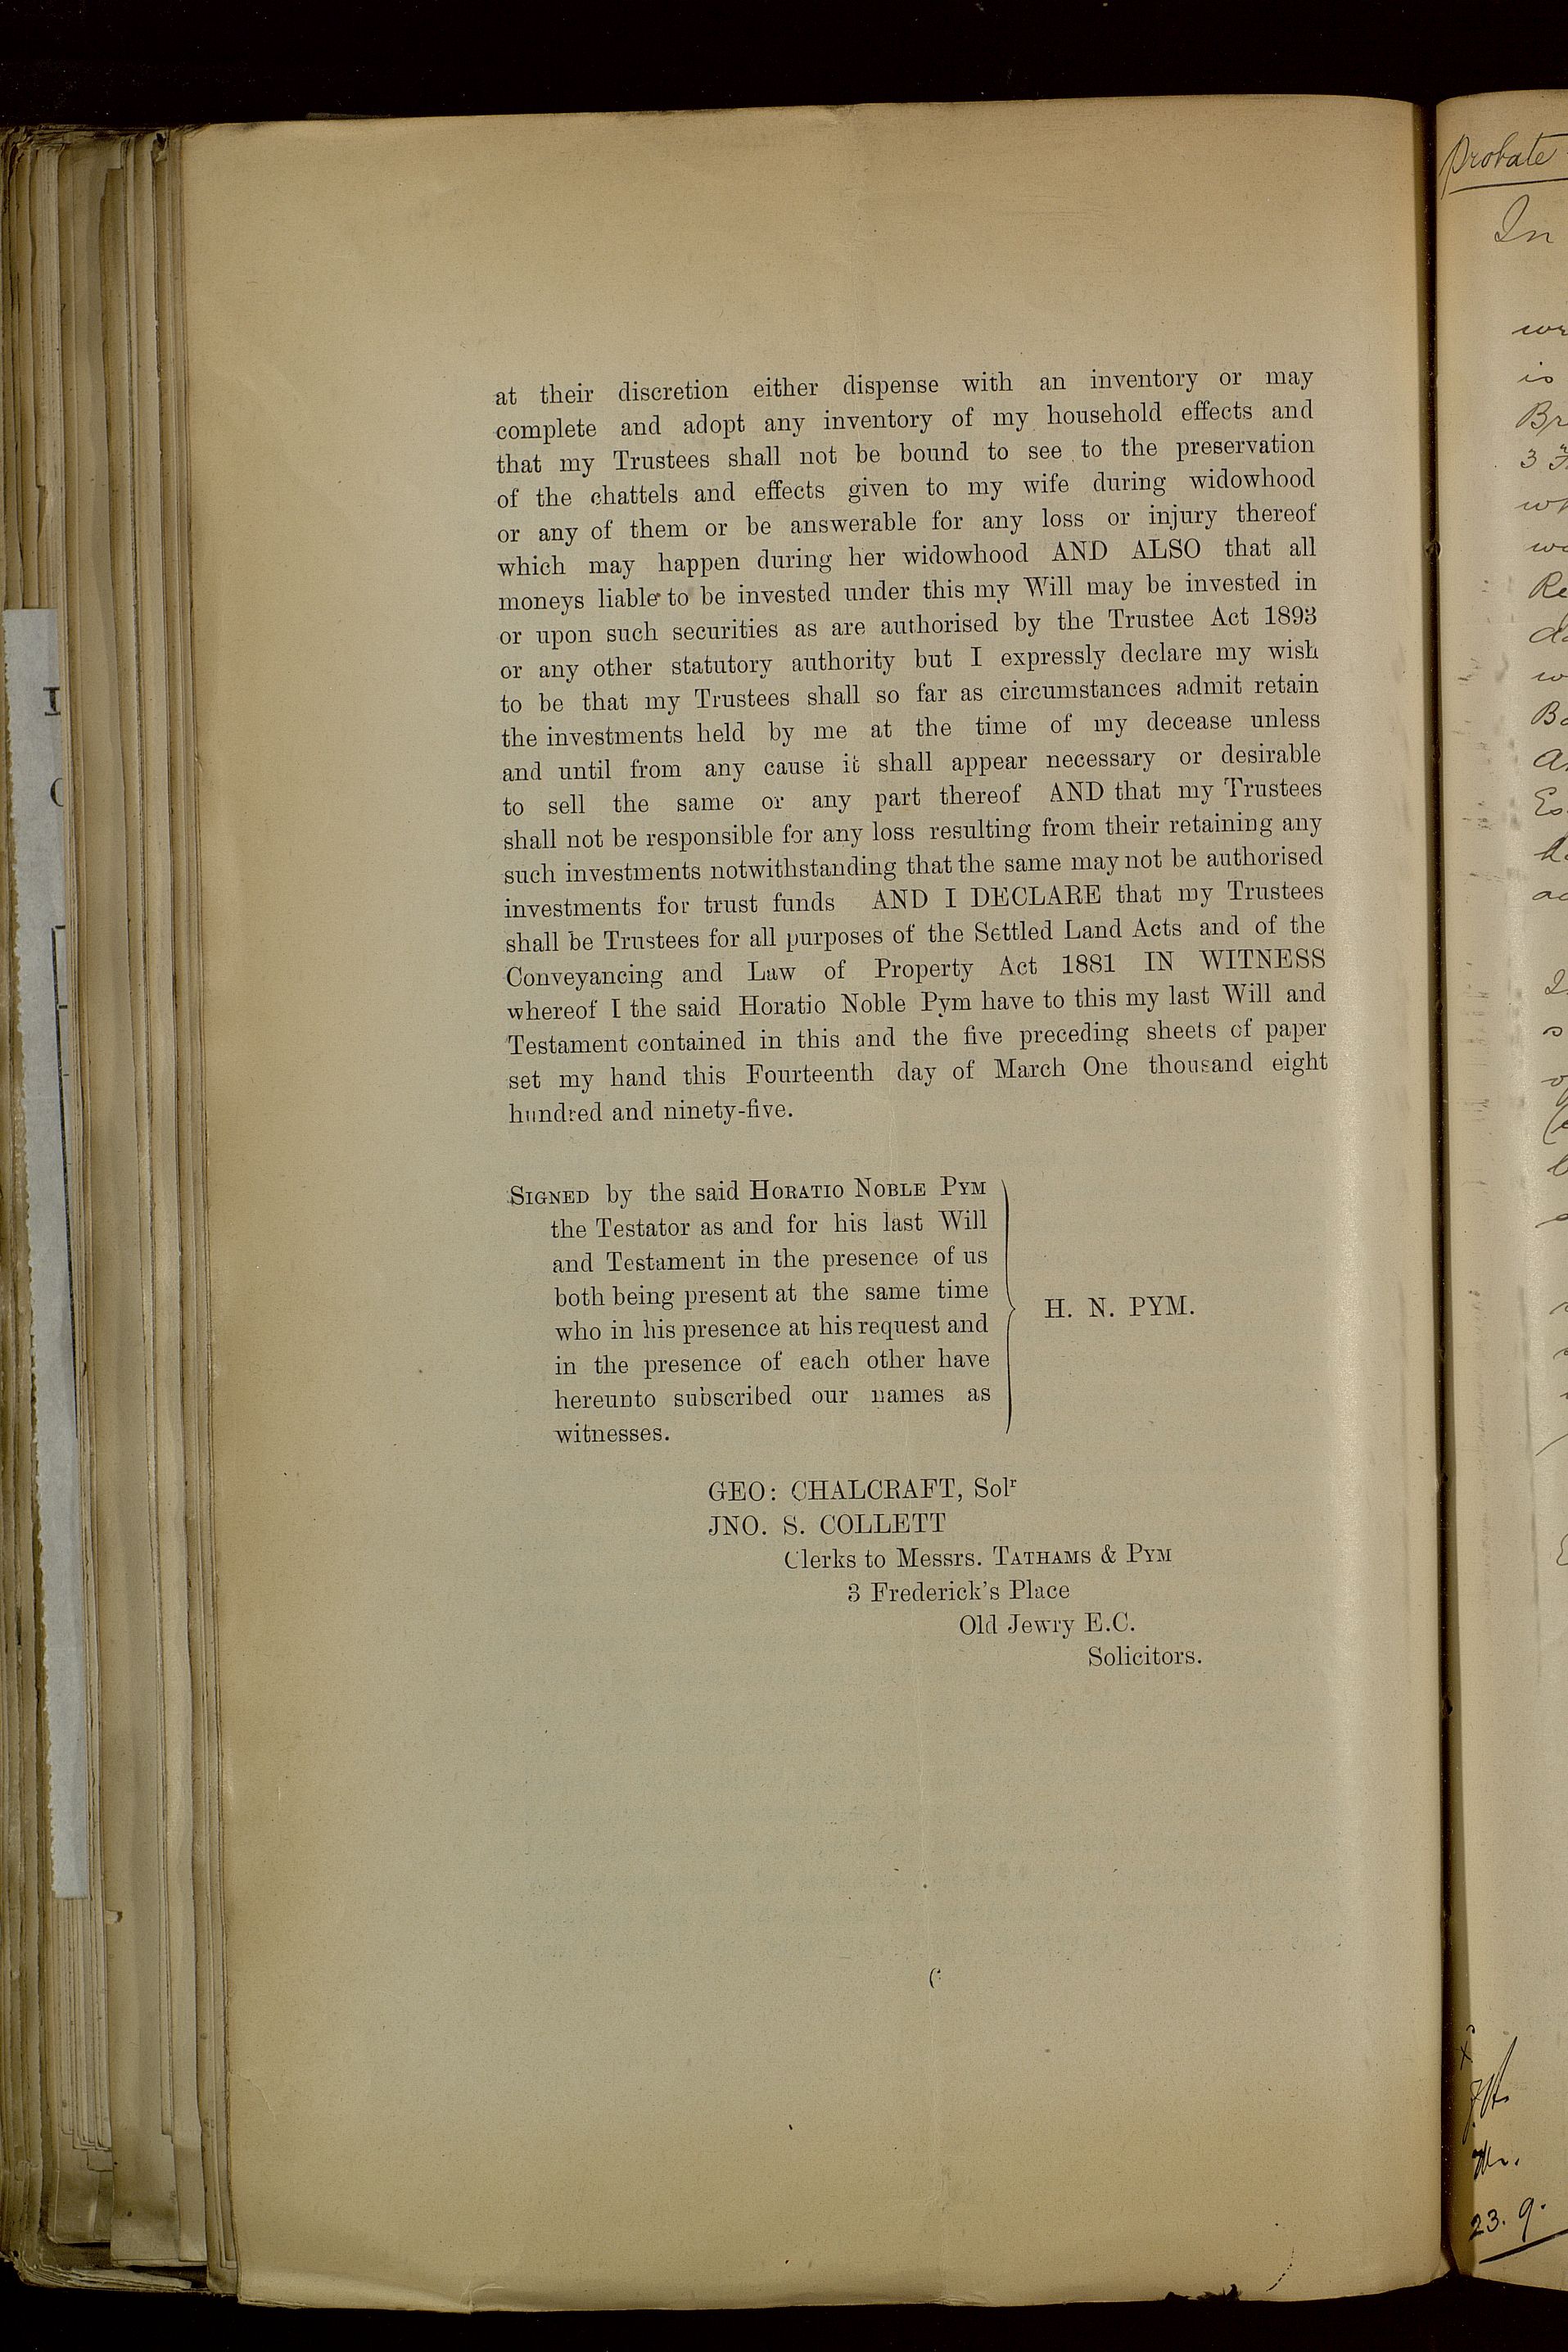 at their discretion either dispense with an inventory or may
complete and adopt any inventory of my household effects and
that my Trustees shall not be bound to see to the preservation
of the chattels and effects given to my wife during widowhood
or any of them or be answerable for any loss or injury thereof
which may happen during her widowhood AND ALSO that all
moneys liable to be invested under this my Will may be invested in
or upon such securities as are authorised by the Trustee Act 1893
or any other statutory authority but I expressly declare my wish
to be that my Trustees shall so far as circumstances admit retain
the investments held by me at the time of my decease unless
and until from any cause it shall appear necessary or desirable
to sell the same or any part thereof AND that my Trustees
shall not be responsible for any loss resulting from their retaining any
such investments notwithstanding that the same may not be authorised
investments for trust funds AND I DECLARE that my Trustees
shall be Trustees for all purposes of the Settled Land Acts and of the
Conveyancing and Law of Property Act 1881 IN WITNESS
whereof I the said Horatio Noble Pym have to this my last Will and
Testament contained in this and the five preceding sheets of paper
set my hand this Fourteenth day of March One thousand eight
hundred and ninety-five.
SIGNED by the said HORATIO NOBLE PYM
the Testator as and for his last Will
and Testament in the presence of us
both being present at the same time
who in his presence at his request and
in the presence of each other have
hereunto subscribed our names as
witnesses.
H. N. PYM.
GEO: CHALCRAFT, Solr
JNO. S. COLLETT
Clerks to Messrs. TATHAMS & PYM
3 Frederick's Place
Old Jewry E.C.
Solicitors.
Probate
In
is
23. 9.